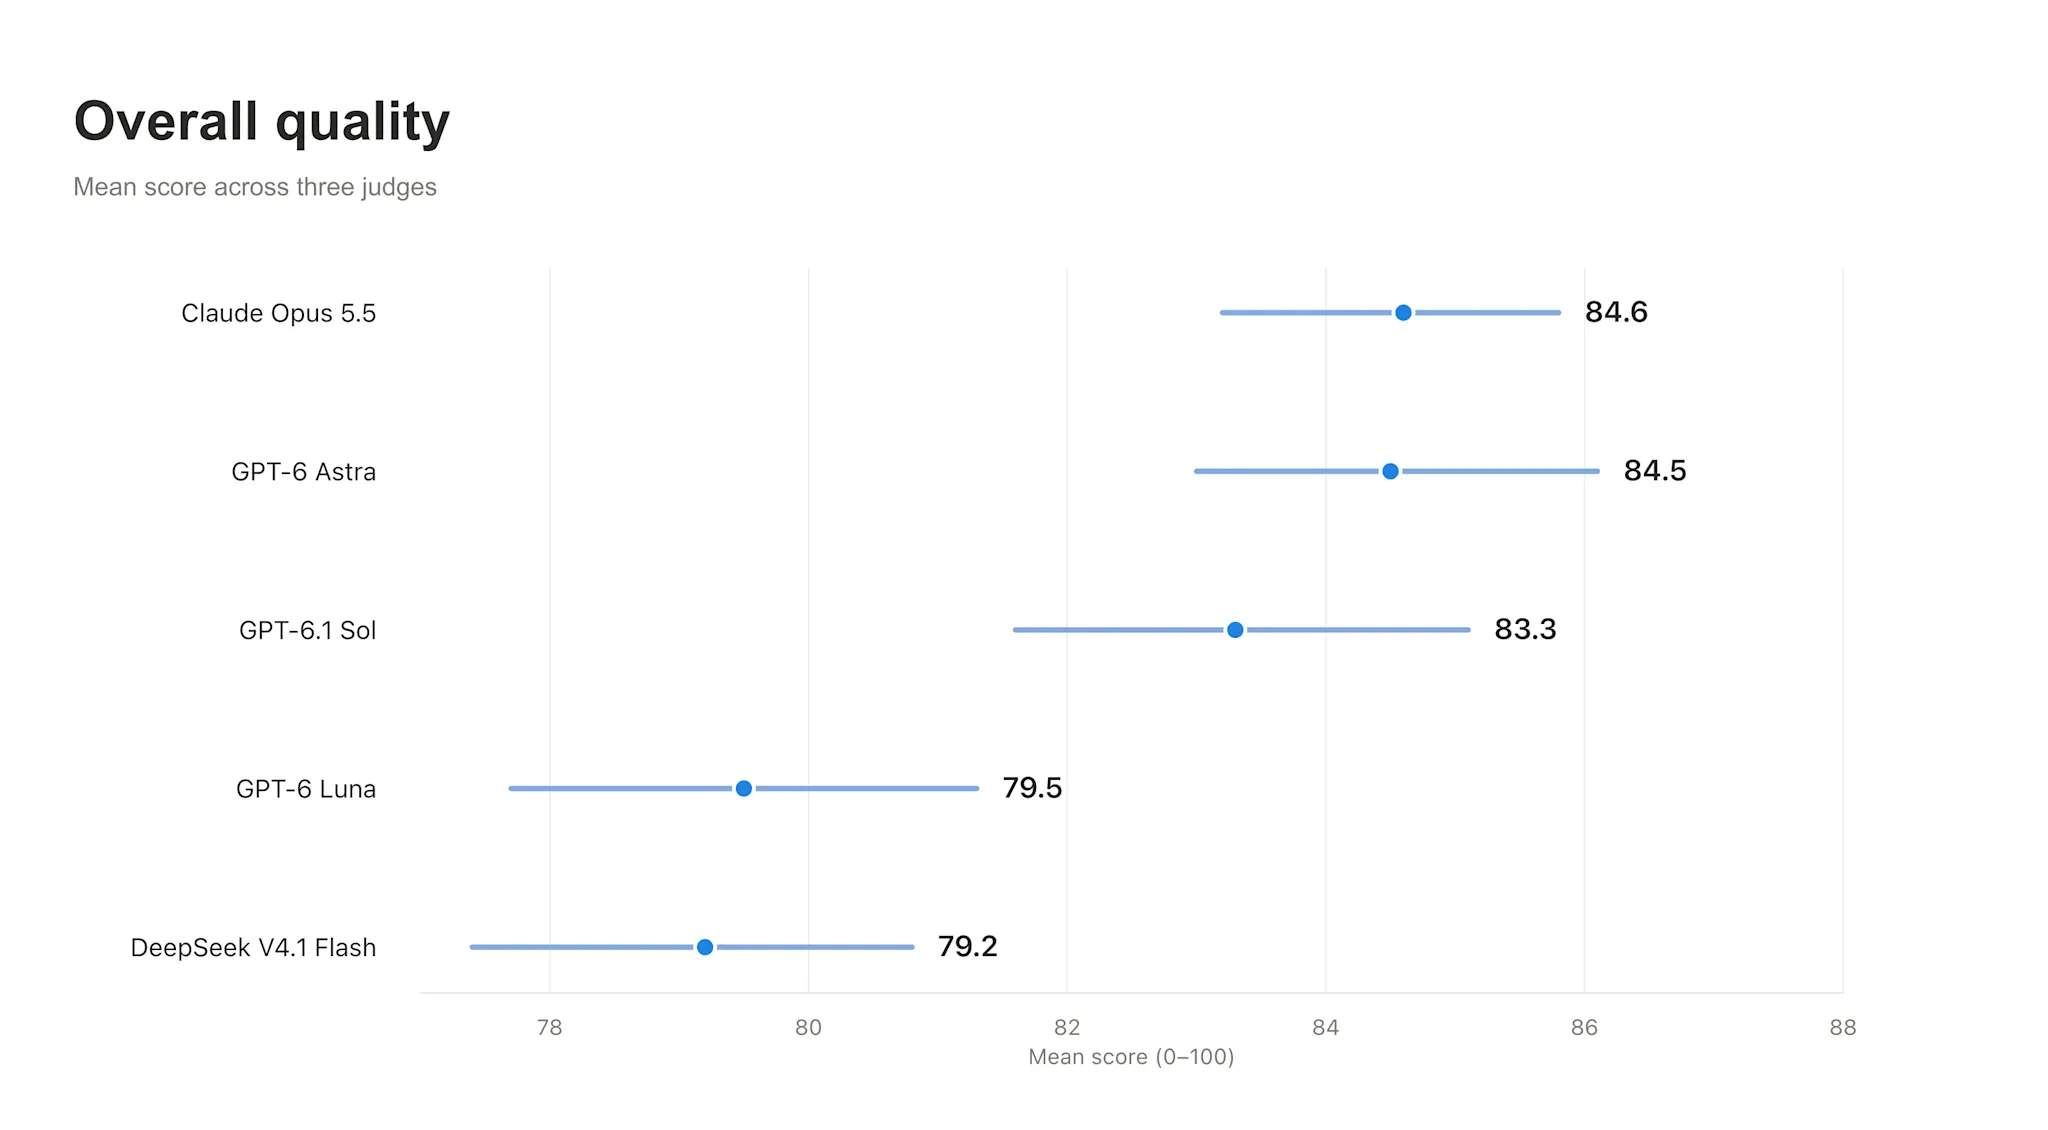 Overall quality
Mean score across three judges
Claude Opus 5.5
84.6
GPT-6 Astra
84.5
GPT-6.1 Sol
83.3
GPT-6 Luna
79.5
DeepSeek V4.1 Flash
79.2
78 80 82 84 86 88
Mean score (0–100)